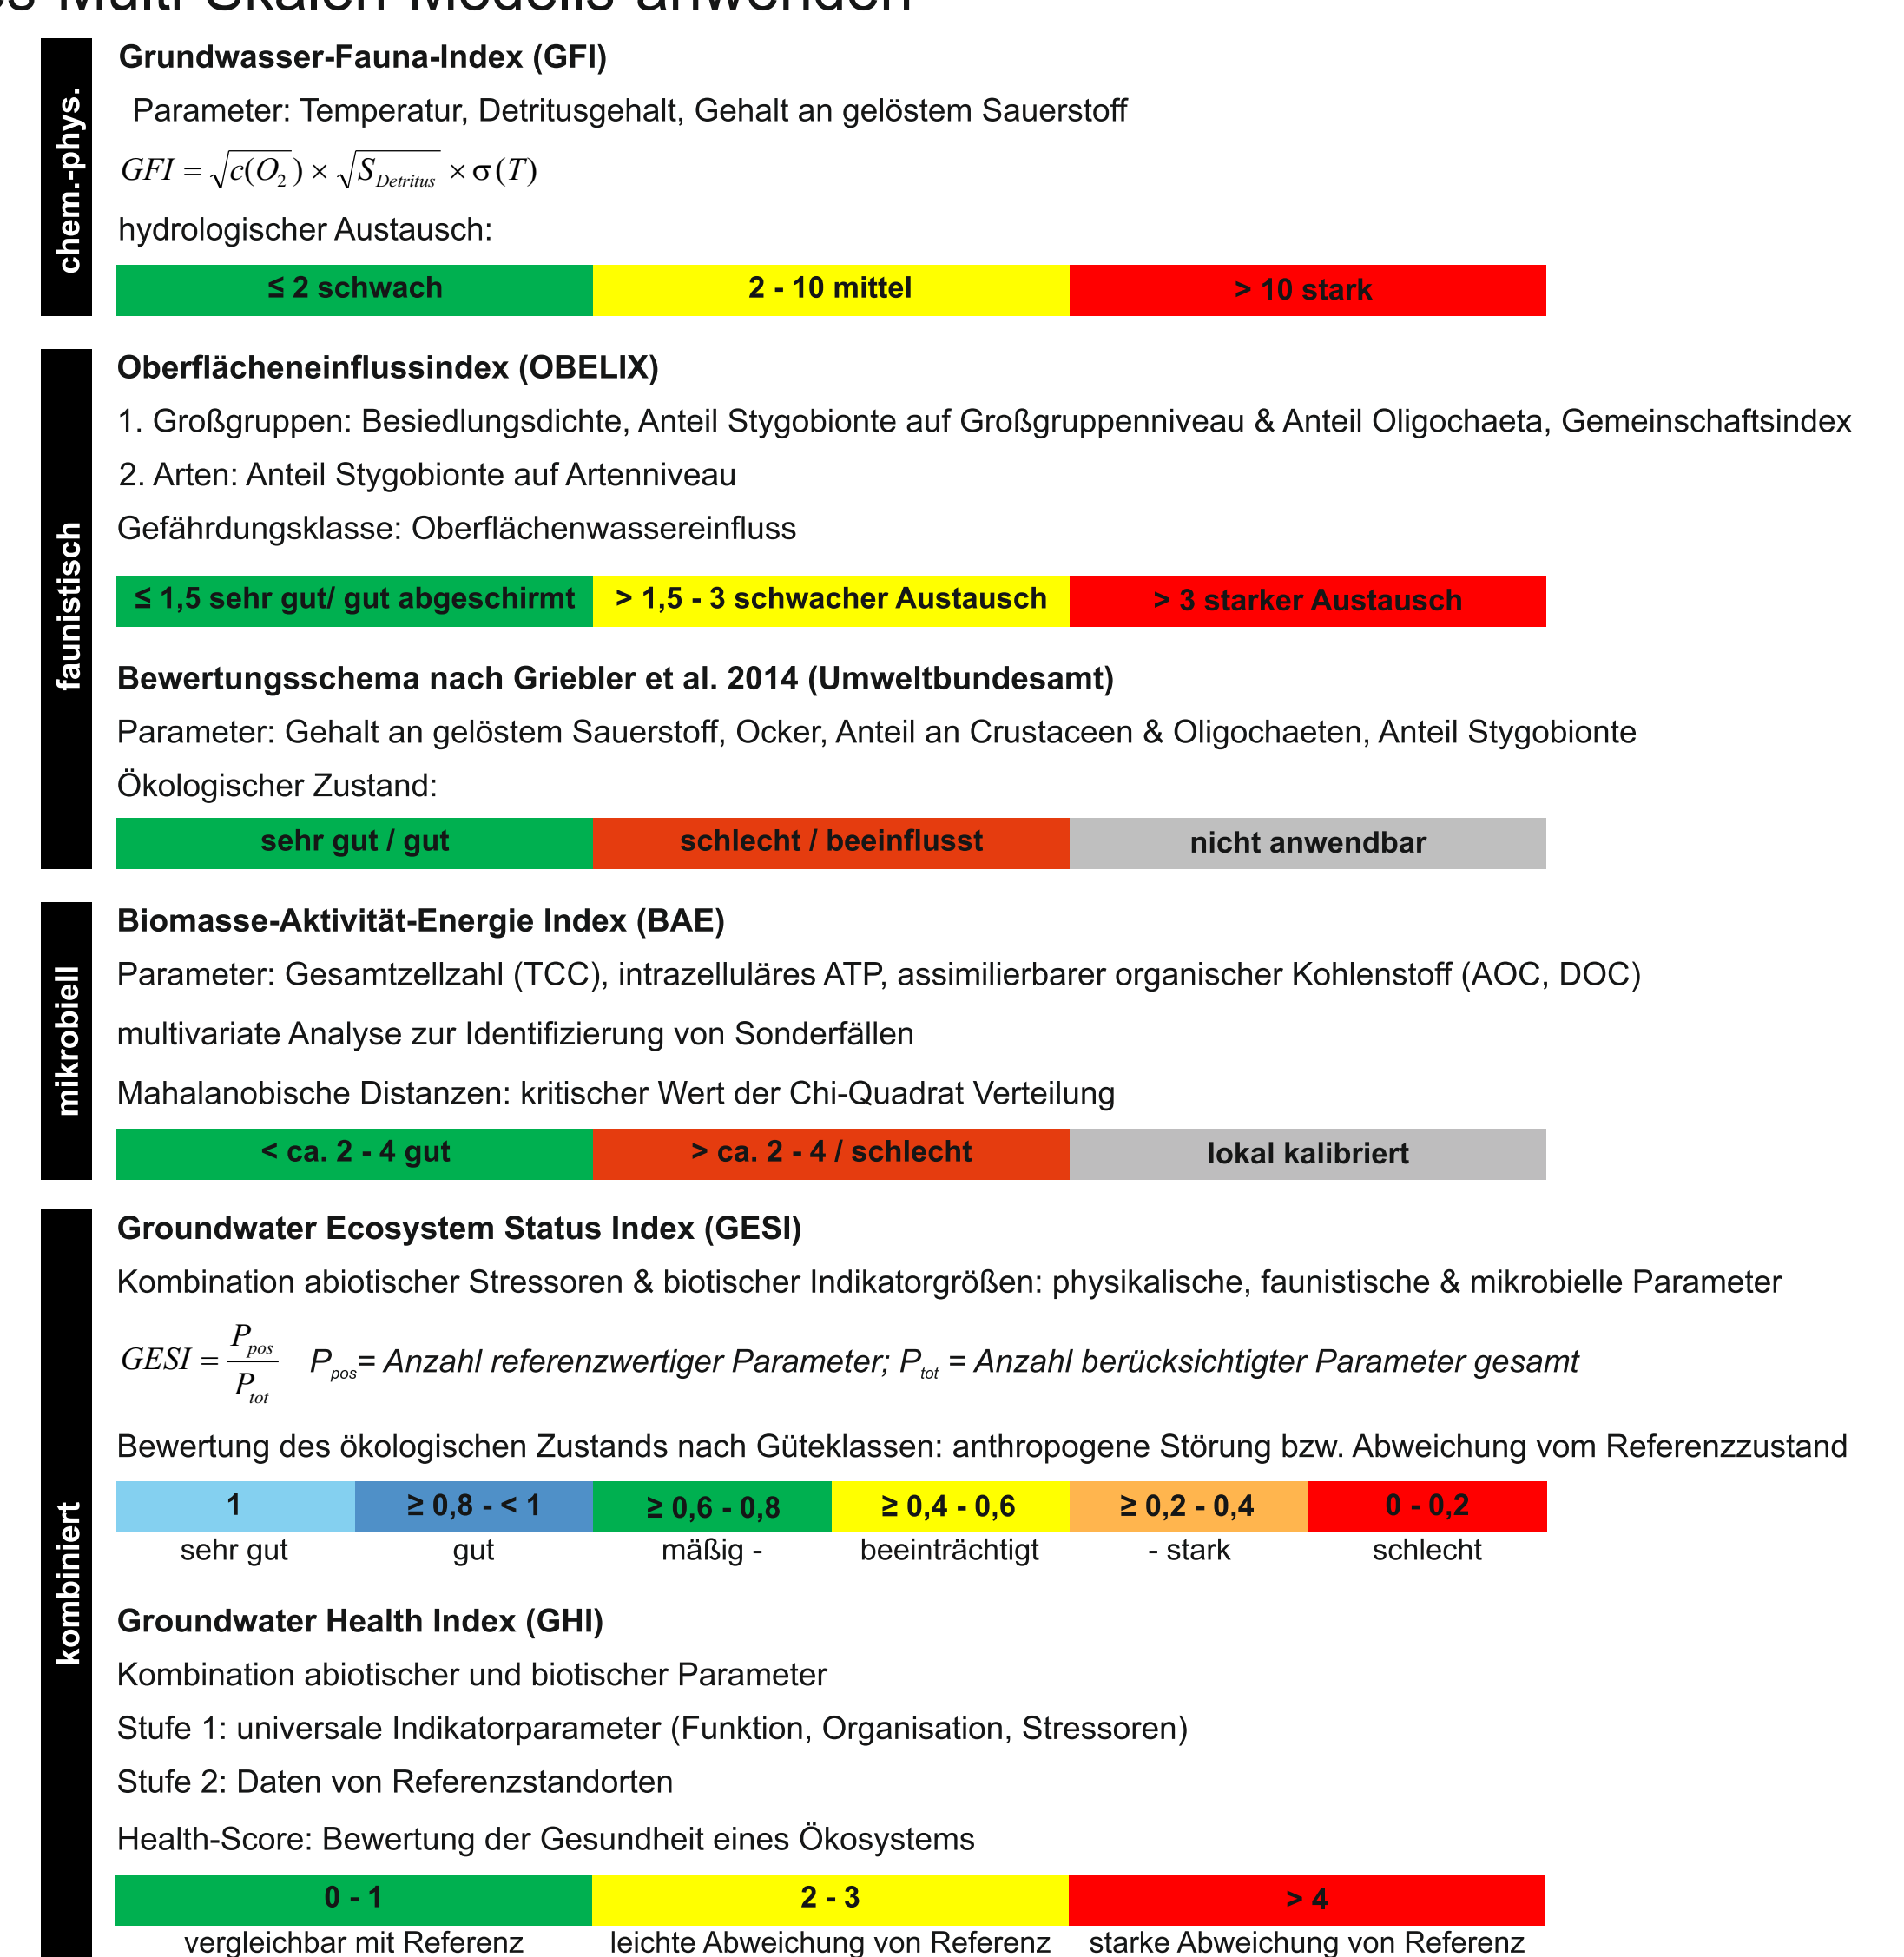 es Multi-Skalen-Modells anwenden
chem.-phys.
Grundwasser-Fauna-Index (GFI)
Parameter: Temperatur, Detritusgehalt, Gehalt an gelöstem Sauerstoff
GFI = √c(O₂) × √S_Detritus × σ(T)
hydrologischer Austausch:
≤ 2 schwach 2 - 10 mittel > 10 stark
faunistisch
Oberflächeneinflussindex (OBELIX)
1. Großgruppen: Besiedlungsdichte, Anteil Stygobionte auf Großgruppenniveau & Anteil Oligochaeta, Gemeinschaftsindex
2. Arten: Anteil Stygobionte auf Artenniveau
Gefährdungsklasse: Oberflächenwassereinfluss
≤ 1,5 sehr gut/ gut abgeschirmt > 1,5 - 3 schwacher Austausch > 3 starker Austausch
Bewertungsschema nach Griebler et al. 2014 (Umweltbundesamt)
Parameter: Gehalt an gelöstem Sauerstoff, Ocker, Anteil an Crustaceen & Oligochaeten, Anteil Stygobionte
Ökologischer Zustand:
sehr gut / gut schlecht / beeinflusst nicht anwendbar
mikrobiell
Biomasse-Aktivität-Energie Index (BAE)
Parameter: Gesamtzellzahl (TCC), intrazelluläres ATP, assimilierbarer organischer Kohlenstoff (AOC, DOC)
multivariate Analyse zur Identifizierung von Sonderfällen
Mahalanobische Distanzen: kritischer Wert der Chi-Quadrat Verteilung
< ca. 2 - 4 gut > ca. 2 - 4 / schlecht lokal kalibriert
kombiniert
Groundwater Ecosystem Status Index (GESI)
Kombination abiotischer Stressoren & biotischer Indikatorgrößen: physikalische, faunistische & mikrobielle Parameter
GESI = P_pos / P_tot P_pos= Anzahl referenzwertiger Parameter; P_tot = Anzahl berücksichtigter Parameter gesamt
Bewertung des ökologischen Zustands nach Güteklassen: anthropogene Störung bzw. Abweichung vom Referenzzustand
1 ≥ 0,8 - < 1 ≥ 0,6 - 0,8 ≥ 0,4 - 0,6 ≥ 0,2 - 0,4 0 - 0,2
sehr gut gut mäßig - beeinträchtigt - stark schlecht
Groundwater Health Index (GHI)
Kombination abiotischer und biotischer Parameter
Stufe 1: universale Indikatorparameter (Funktion, Organisation, Stressoren)
Stufe 2: Daten von Referenzstandorten
Health-Score: Bewertung der Gesundheit eines Ökosystems
0 - 1 2 - 3 > 4
vergleichbar mit Referenz leichte Abweichung von Referenz starke Abweichung von Referenz